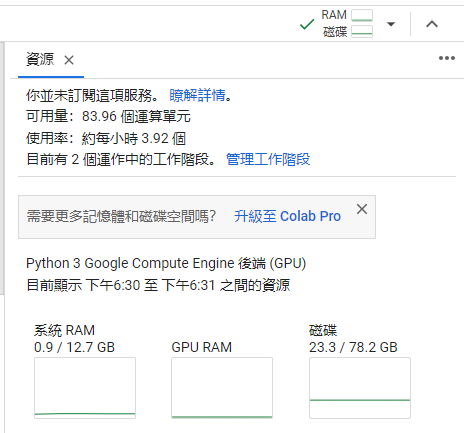 RAM
磁碟
資源
你並未訂閱這項服務。 瞭解詳情。
可用量：83.96 個運算單元
使用率：約每小時 3.92 個
目前有 2 個運作中的工作階段。 管理工作階段
需要更多記憶體和磁碟空間嗎？ 升級至 Colab Pro
Python 3 Google Compute Engine 後端 (GPU)
目前顯示 下午6:30 至 下午6:31 之間的資源
系統 RAM
0.9 / 12.7 GB
GPU RAM
磁碟
23.3 / 78.2 GB